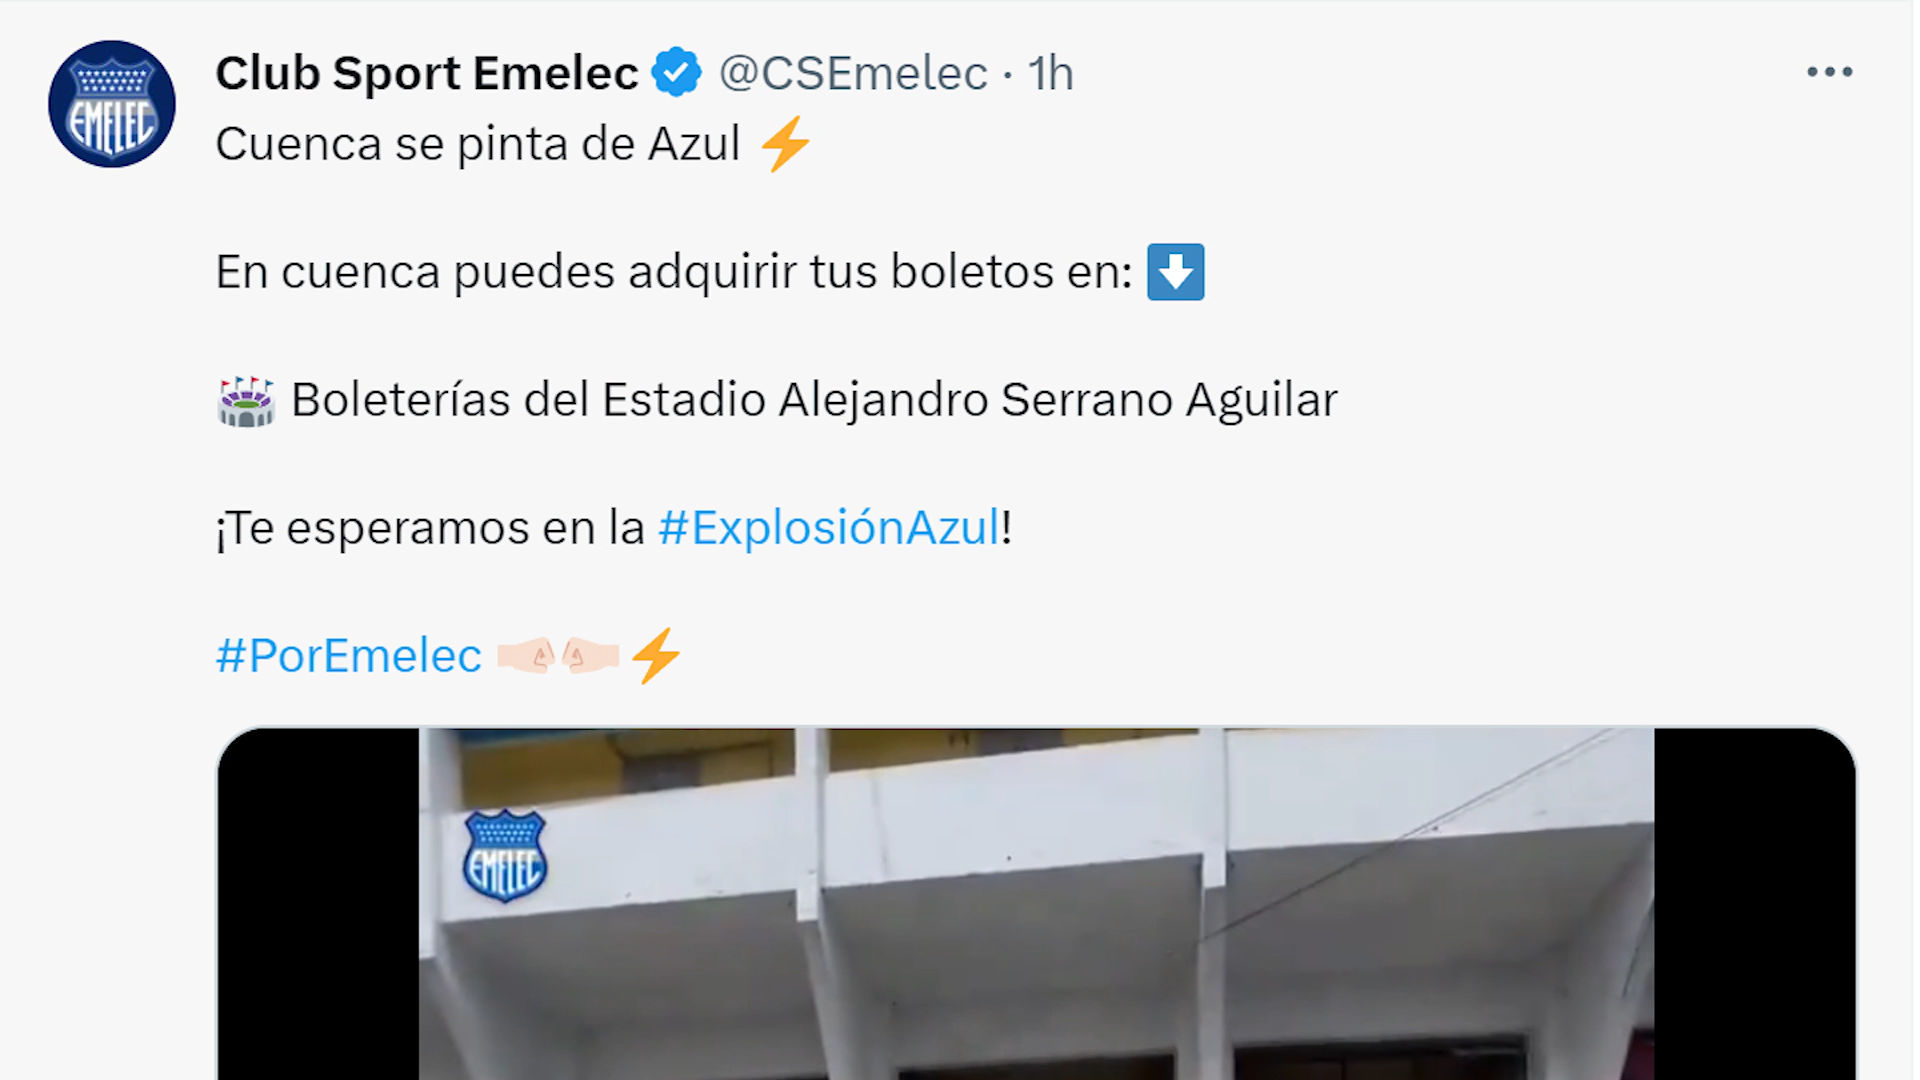 EMELEC
Club Sport Emelec @CSEmelec · 1h
Cuenca se pinta de Azul ⚡
En cuenca puedes adquirir tus boletos en: ⬇️
🏟️ Boleterías del Estadio Alejandro Serrano Aguilar
¡Te esperamos en la #ExplosiónAzul!
#PorEmelec 🤜🏻🤛🏻⚡
EMELEC